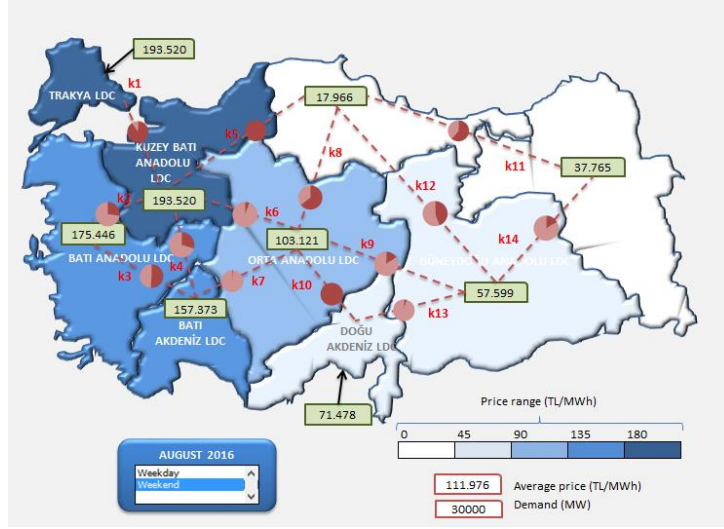 193.520
k1
TRAKYA LDC
17.966
k5
KUZEY BATI
ANADOLU
LDC
k8
k11
37.765
k12
193.520
k6
175.446
103.121
k14
BATI ANADOLU LDC
k4
ORTA ANADOLU LDC
k9
k3
k7
k10
57.599
157.373
k13
BATI
AKDENİZ LDC
DOĞU
AKDENİZ LDC
71.478
Price range (TL/MWh)
0 45 90 135 180
AUGUST 2016
Weekday
Weekend
111.976 Average price (TL/MWh)
30000 Demand (MW)